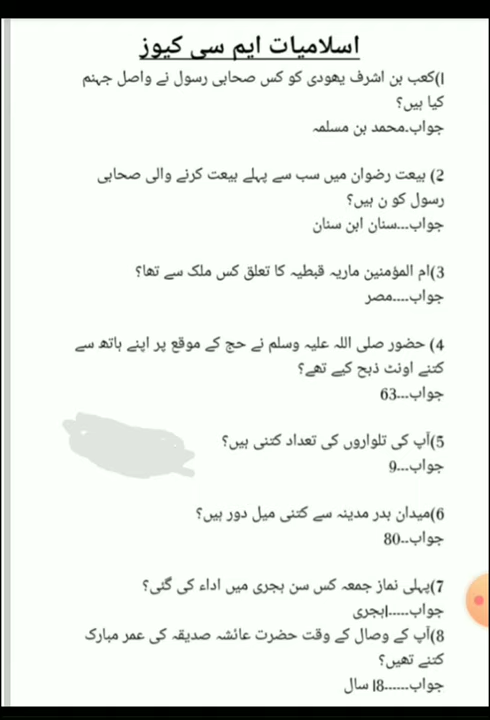 اسلامیات ایم سی کیوز
1)کعب بن اشرف یھودی کو کس صحابی رسول نے واصل جہنم
کیا ہیں؟
جواب.محمد بن مسلمہ
2) بیعت رضوان میں سب سے پہلے بیعت کرنے والی صحابی
رسول کو ن ہیں؟
جواب...سنان ابن سنان
3)ام المؤمنین ماریہ قبطیہ کا تعلق کس ملک سے تھا؟
جواب....مصر
4) حضور صلی اللہ علیہ وسلم نے حج کے موقع پر اپنے ہاتھ سے
کتنے اونٹ ذبح کیے تھے؟
جواب...63
5)آپ کی تلواروں کی تعداد کتنی ہیں؟
جواب...9
6)میدان بدر مدینہ سے کتنی میل دور ہیں؟
جواب..80
7)پہلی نماز جمعہ کس سن ہجری میں اداء کی گئی؟
جواب.....1ہجری
8)آپ کے وصال کے وقت حضرت عائشہ صدیقہ کی عمر مبارک
کتنے تھیں؟
جواب......18 سال